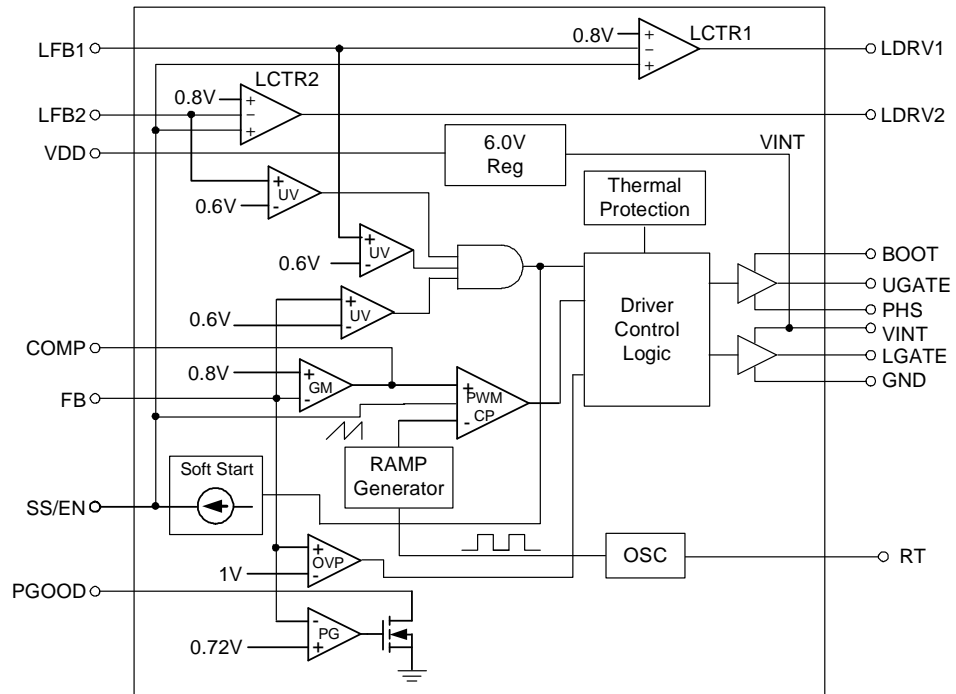 LFB1
0.8V
+
−
+
LCTR1
LDRV1
LCTR2
0.8V
+
−
+
LFB2
LDRV2
VDD
6.0V
Reg
VINT
+
UV
-
0.6V
Thermal
Protection
+
UV
-
0.6V
BOOT
UGATE
PHS
VINT
LGATE
GND
Driver
Control
Logic
+
UV
-
0.6V
COMP
0.8V
+
GM
-
FB
+
PWM
CP
-
RAMP
Generator
Soft Start
SS/EN
+
OVP
-
1V
OSC
RT
PGOOD
-
PG
+
0.72V